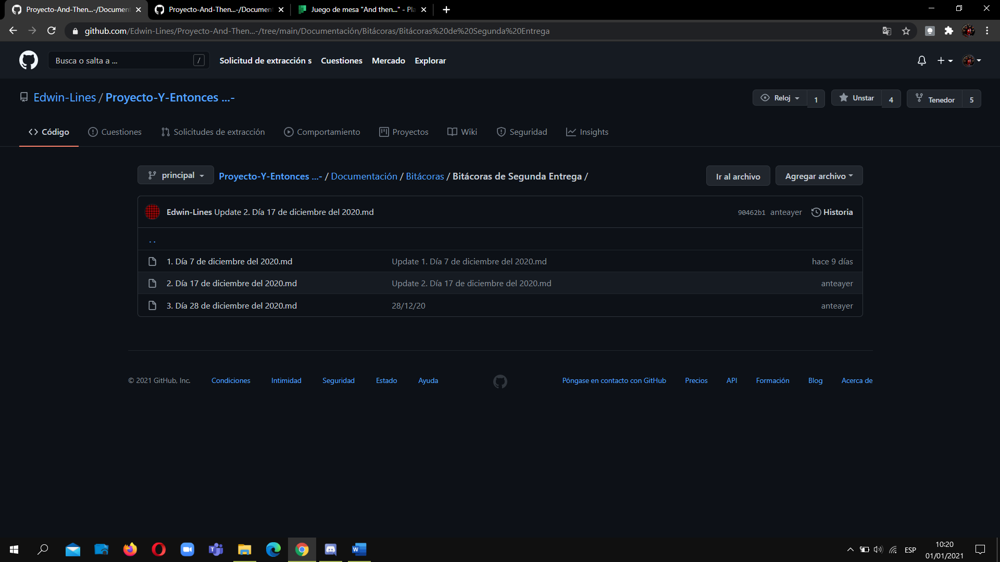 Proyecto-And-Then...-/Document
Proyecto-And-Then...-/Document
Juego de mesa "And then..." - Pla
github.com/Edwin-Lines/Proyecto-And-Then...-/tree/main/Documentación/Bitácoras/Bitácoras%20de%20Segunda%20Entrega
Busca o salta a ... /
Solicitud de extracción s Cuestiones Mercado Explorar
Edwin-Lines / Proyecto-Y-Entonces ...-
Reloj 1 Unstar 4 Tenedor 5
Código Cuestiones Solicitudes de extracción Comportamiento Proyectos Wiki Seguridad Insights
principal Proyecto-Y-Entonces ...- / Documentación / Bitácoras / Bitácoras de Segunda Entrega / Ir al archivo Agregar archivo
Edwin-Lines Update 2. Día 17 de diciembre del 2020.md 90462b1 anteayer Historia
..
1. Día 7 de diciembre del 2020.md Update 1. Día 7 de diciembre del 2020.md hace 9 días
2. Día 17 de diciembre del 2020.md Update 2. Día 17 de diciembre del 2020.md anteayer
3. Día 28 de diciembre del 2020.md 28/12/20 anteayer
© 2021 GitHub, Inc. Condiciones Intimidad Seguridad Estado Ayuda Póngase en contacto con GitHub Precios API Formación Blog Acerca de
ESP
10:20
01/01/2021